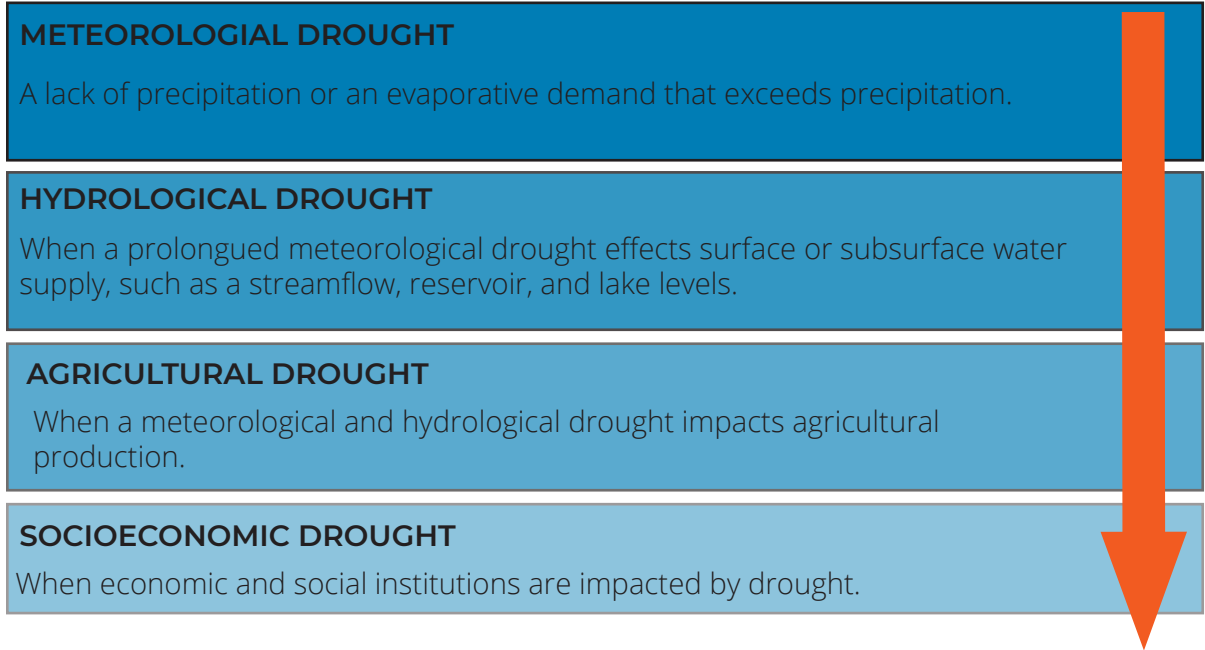 METEOROLOGIAL DROUGHT
A lack of precipitation or an evaporative demand that exceeds precipitation.
HYDROLOGICAL DROUGHT
When a prolongued meteorological drought effects surface or subsurface water
supply, such as a streamflow, reservoir, and lake levels.
AGRICULTURAL DROUGHT
When a meteorological and hydrological drought impacts agricultural
production.
SOCIOECONOMIC DROUGHT
When economic and social institutions are impacted by drought.